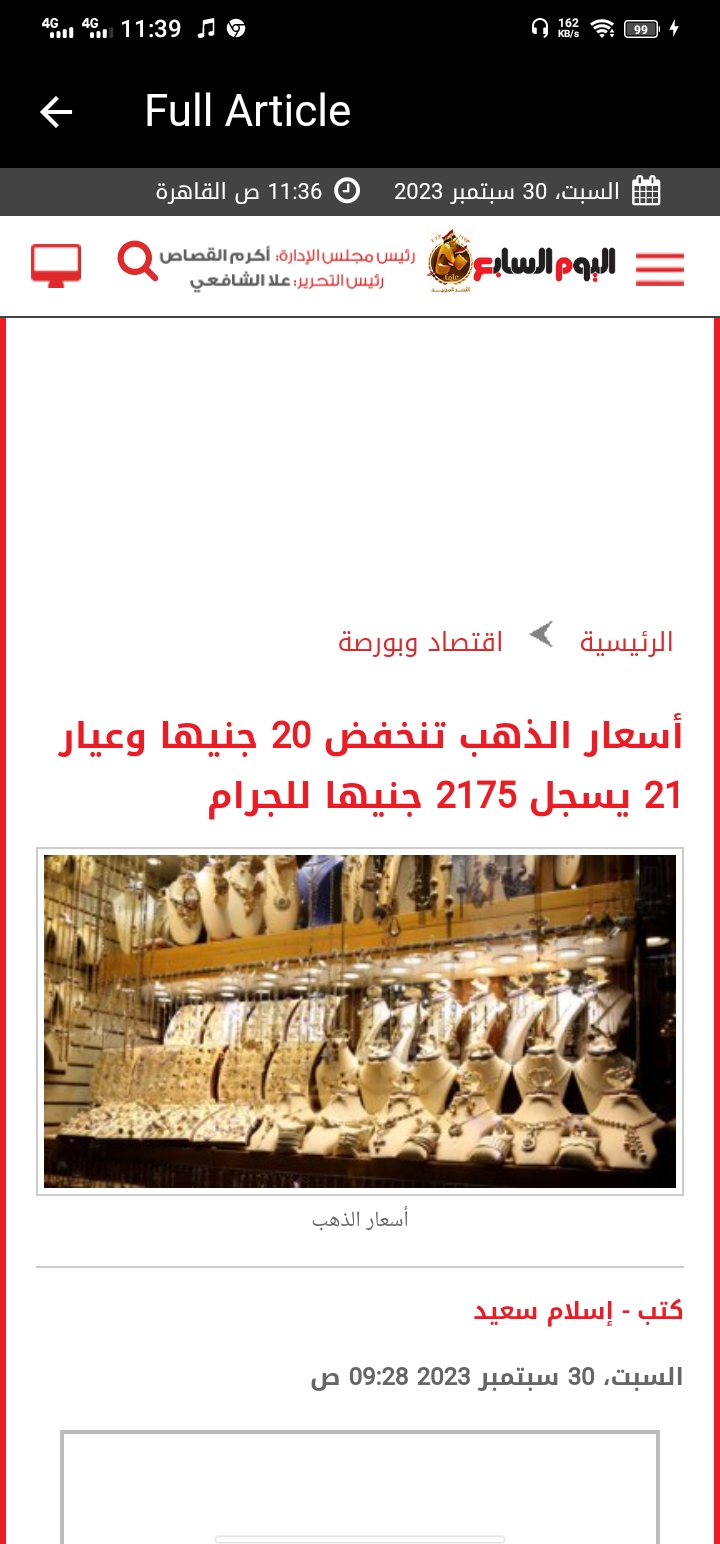 4G 4G 11:39 162 KB/s 99
Full Article
السبت، 30 سبتمبر 2023 11:36 ص القاهرة
اليوم السابع
رئيس مجلس الإدارة: أكرم القصاص
رئيس التحرير: علا الشافعي
الرئيسية اقتصاد وبورصة
أسعار الذهب تنخفض 20 جنيها وعيار
21 يسجل 2175 جنيها للجرام
أسعار الذهب
كتب - إسلام سعيد
السبت، 30 سبتمبر 2023 09:28 ص